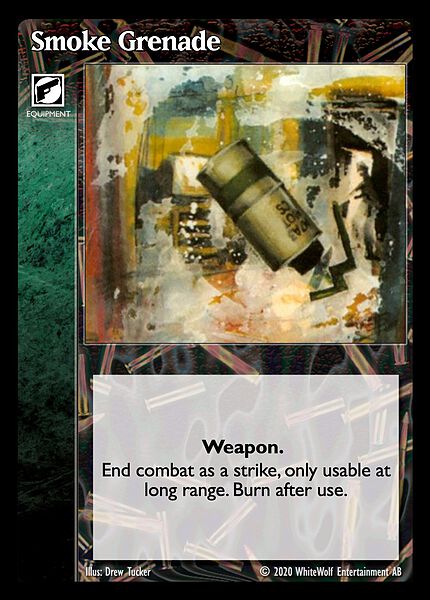 Smoke Grenade
EQUIPMENT
Weapon.
End combat as a strike, only usable at
long range. Burn after use.
Illus: Drew Tucker
© 2020 WhiteWolf Entertainment AB